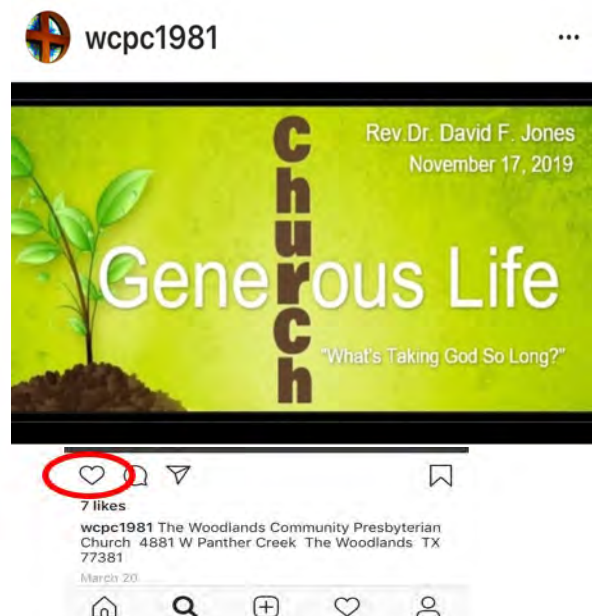 wcpc1981
Rev.Dr. David F. Jones
November 17, 2019
church
Generous Life
"What's Taking God So Long?"
7 likes
wcpc1981 The Woodlands Community Presbyterian
Church 4881 W Panther Creek The Woodlands TX
77381
March 20